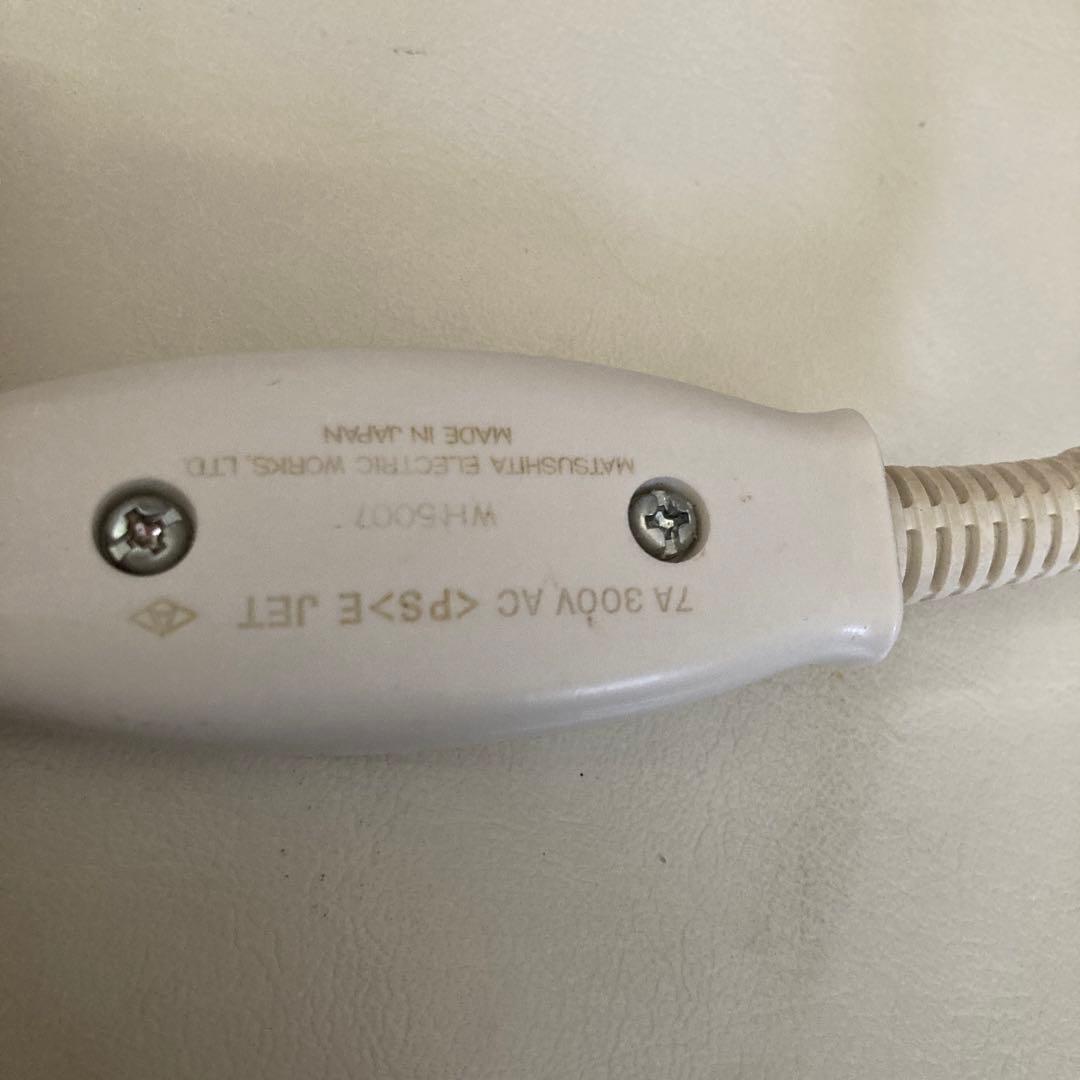 7A 300V AC <PS>E JET
WH5007
MATSUSHITA ELECTRIC WORKS, LTD.
MADE IN JAPAN